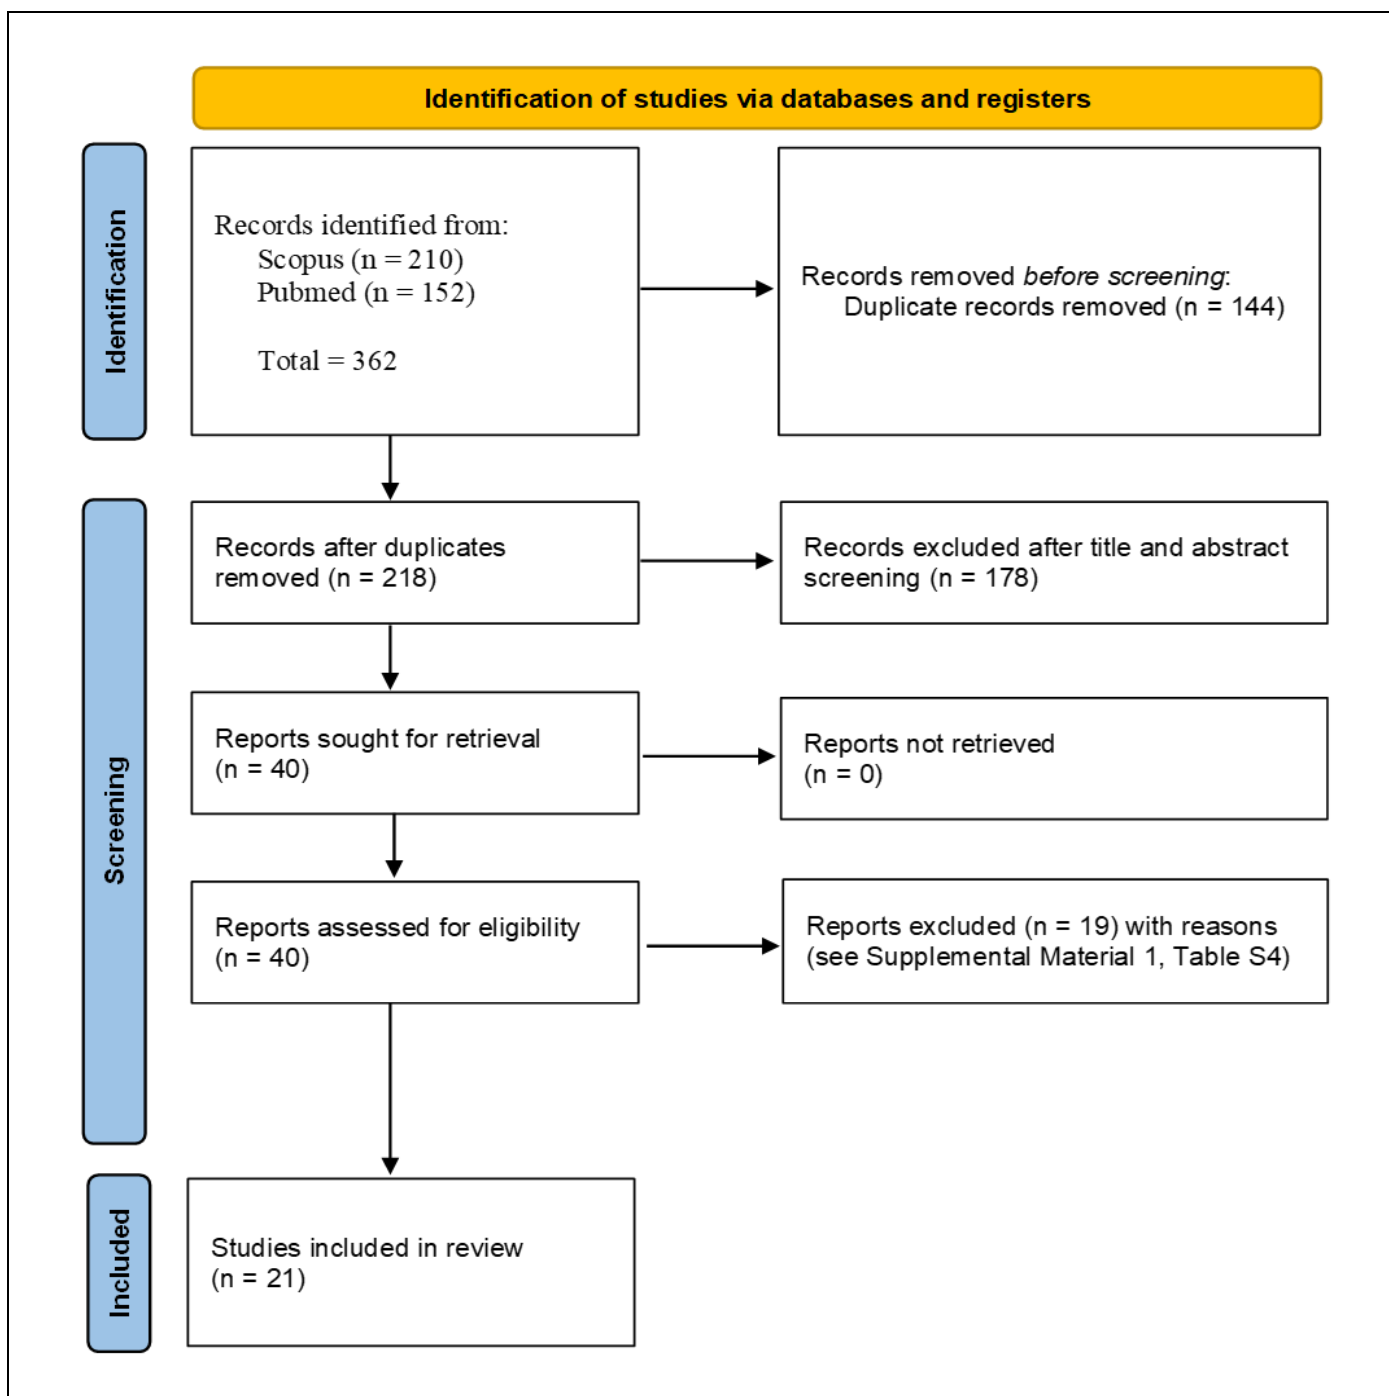 Identification of studies via databases and registers
Identification
Records identified from:
Scopus (n = 210)
Pubmed (n = 152)
Total = 362
Records removed before screening:
Duplicate records removed (n = 144)
Screening
Records after duplicates
removed (n = 218)
Records excluded after title and abstract
screening (n = 178)
Reports sought for retrieval
(n = 40)
Reports not retrieved
(n = 0)
Reports assessed for eligibility
(n = 40)
Reports excluded (n = 19) with reasons
(see Supplemental Material 1, Table S4)
Included
Studies included in review
(n = 21)